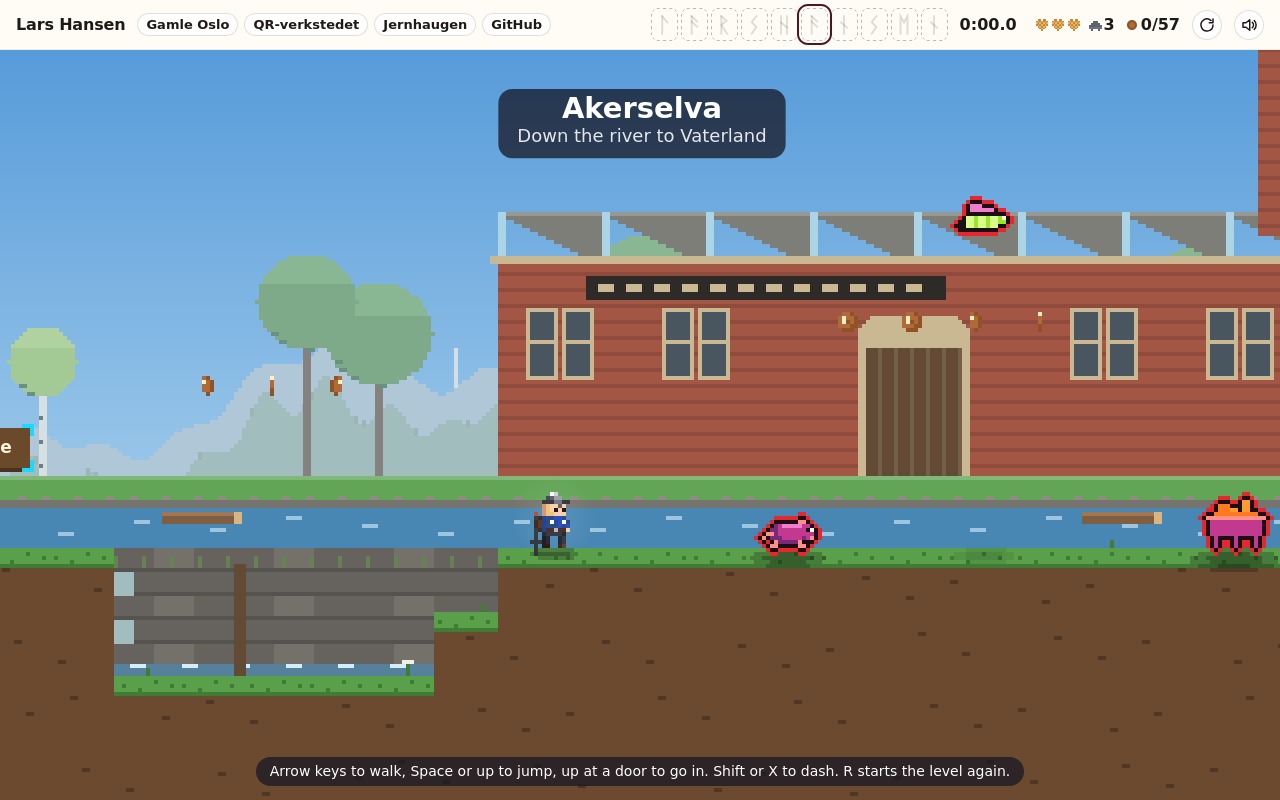 Lars Hansen
Gamle Oslo
QR-verkstedet
Jernhaugen
GitHub
ᛚ ᚨ ᚱ ᛊ ᚺ ᚨ ᚾ ᛊ ᛖ ᚾ
0:00.0
3
0/57
Akerselva
Down the river to Vaterland
e
Arrow keys to walk, Space or up to jump, up at a door to go in. Shift or X to dash. R starts the level again.